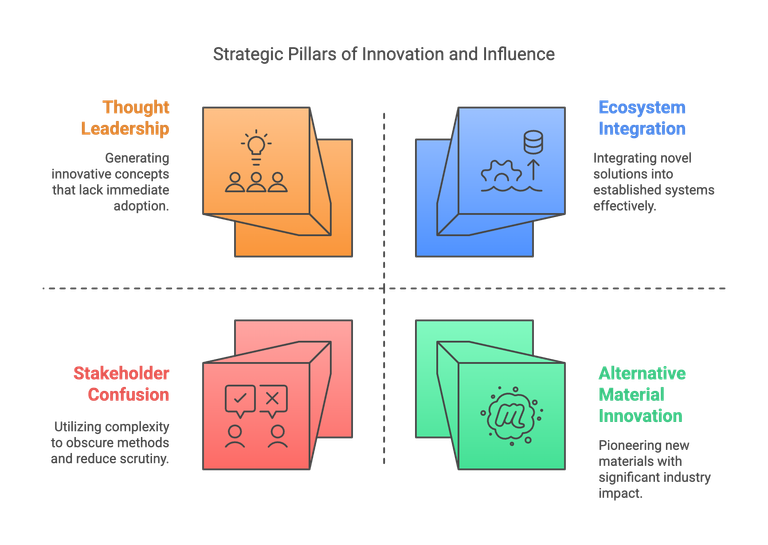 Strategic Pillars of Innovation and Influence
Thought
Leadership
Generating
innovative concepts
that lack immediate
adoption.
Ecosystem
Integration
Integrating novel
solutions into
established systems
effectively.
Stakeholder
Confusion
Utilizing complexity
to obscure methods
and reduce scrutiny.
Alternative
Material
Innovation
Pioneering new
materials with
significant industry
impact.